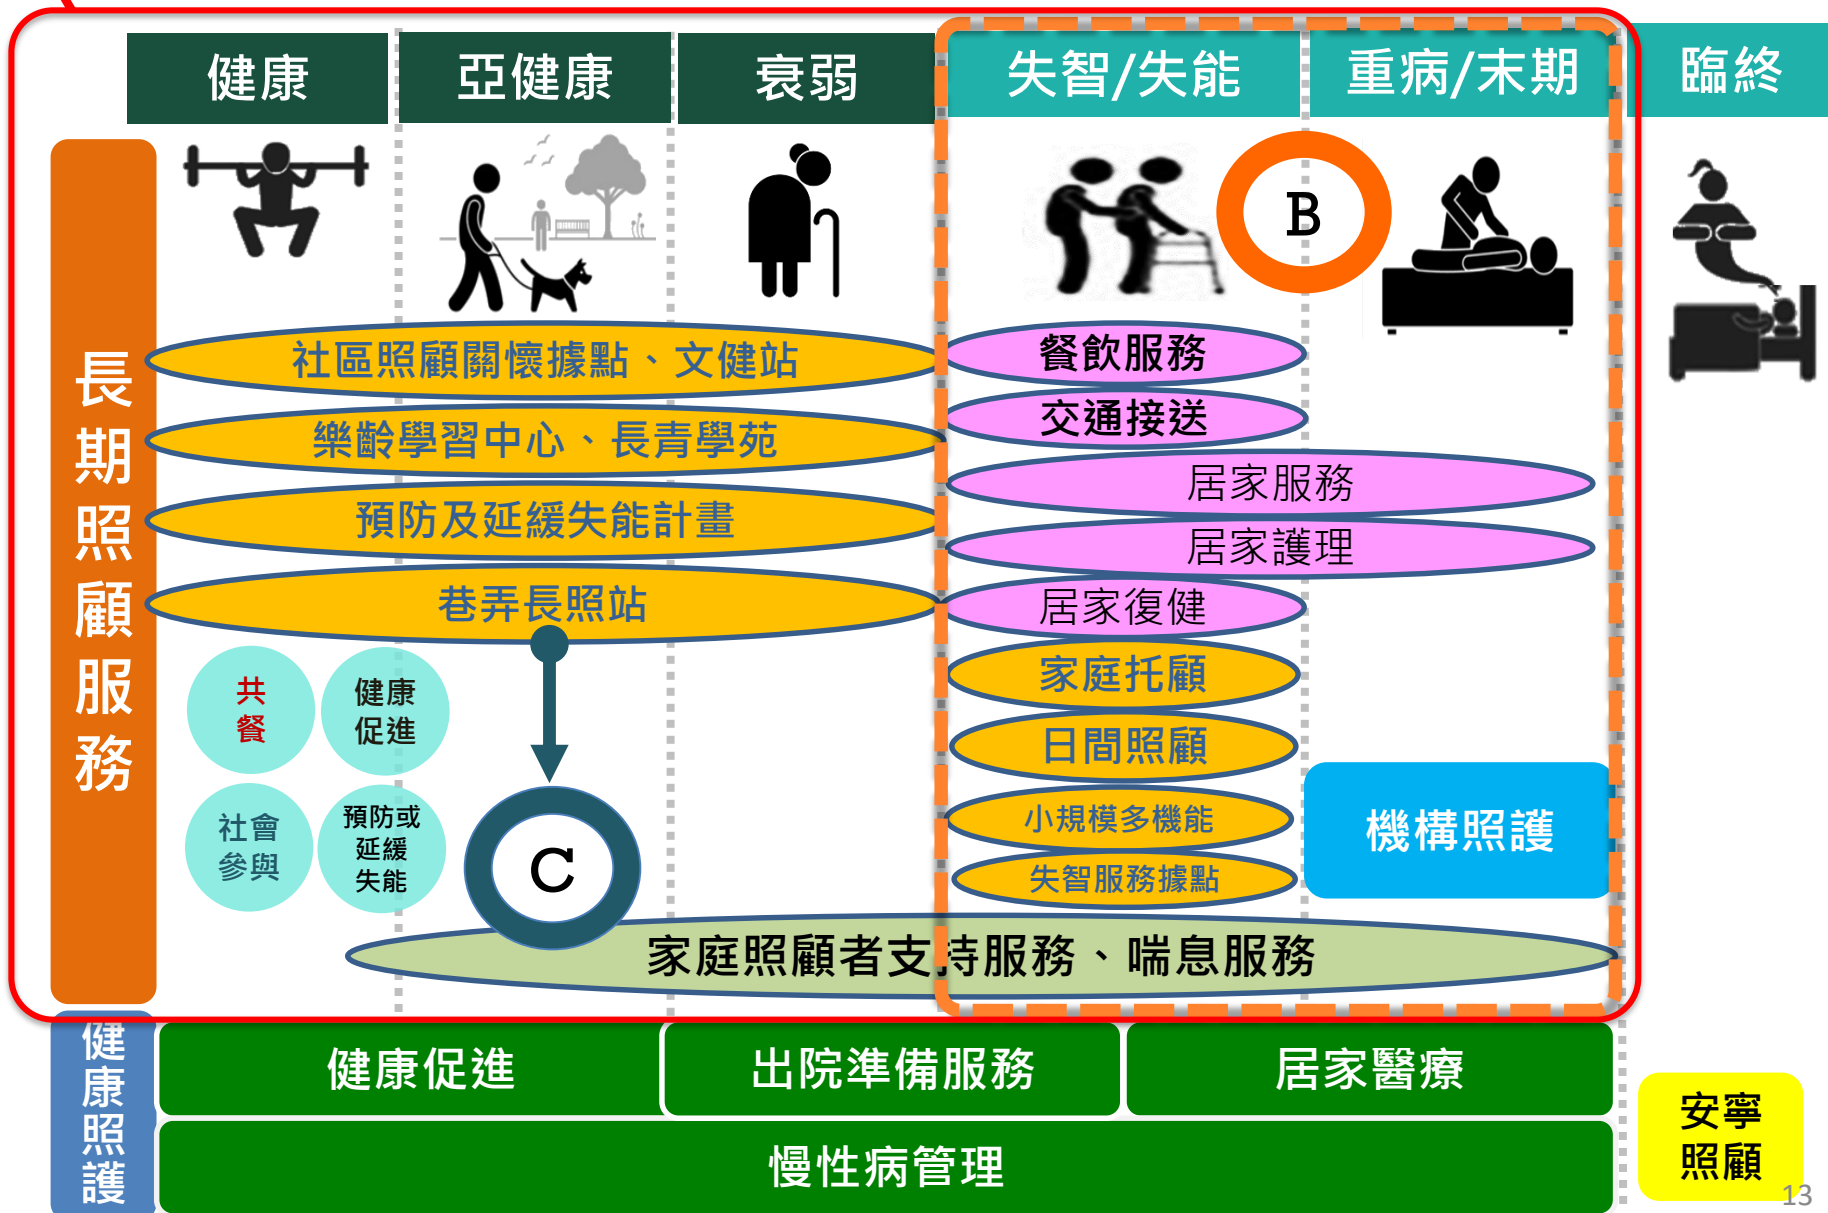 健康
亞健康
衰弱
失智/失能
重病/末期
臨終
B
長期照顧服務
社區照顧關懷據點、文健站
樂齡學習中心、長青學苑
預防及延緩失能計畫
巷弄長照站
餐飲服務
交通接送
居家服務
居家護理
居家復健
家庭托顧
日間照顧
小規模多機能
失智服務據點
機構照護
共
餐
健康
促進
社會
參與
預防或
延緩
失能
C
家庭照顧者支持服務、喘息服務
健康照護
健康促進
出院準備服務
居家醫療
慢性病管理
安寧
照顧
13